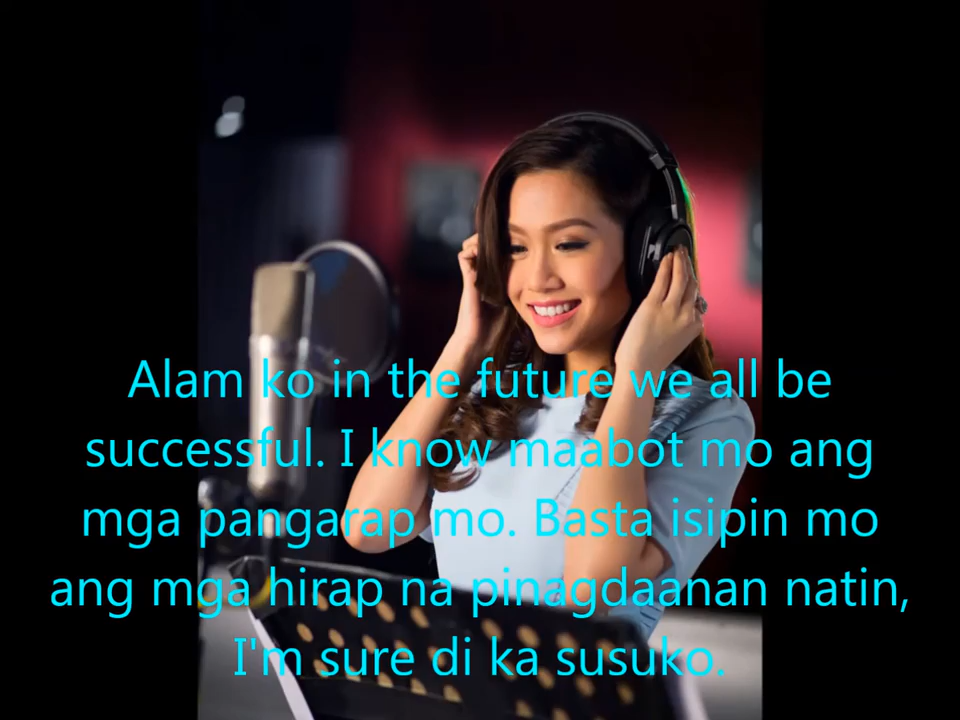 Alam ko in the future we all be
successful. I know maabot mo ang
mga pangarap mo. Basta isipin mo
ang mga hirap na pinagdaanan natin,
I'm sure di ka susuko.